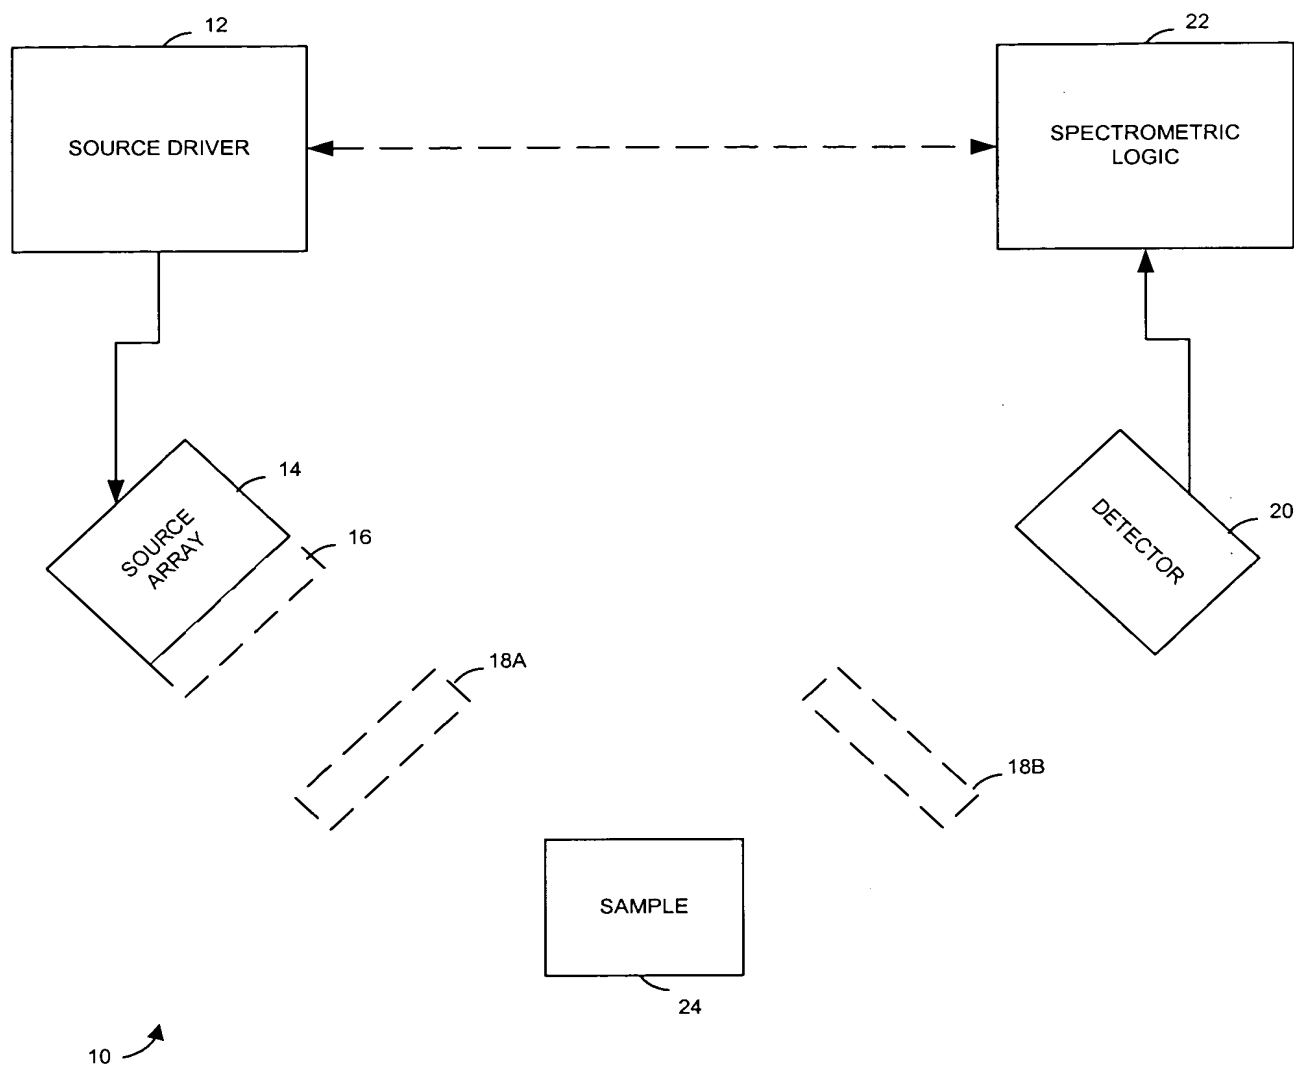 12
22
SOURCE DRIVER
SPECTROMETRIC
LOGIC
14
16
SOURCE
ARRAY
20
DETECTOR
18A
18B
SAMPLE
24
10